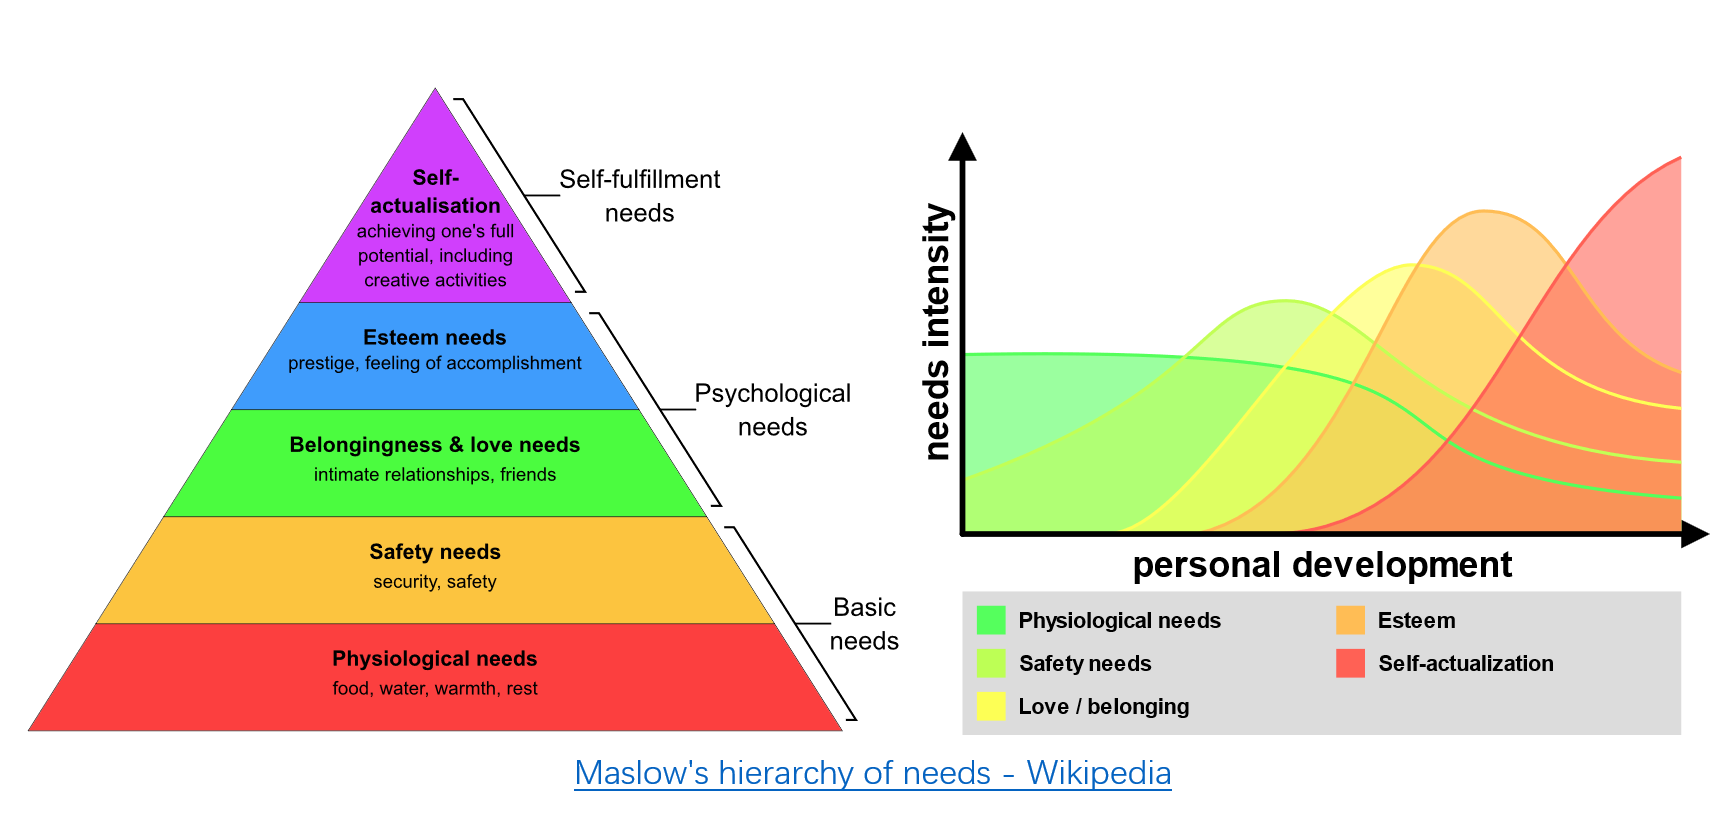 Self-
actualisation
achieving one's full
potential, including
creative activities
Self-fulfillment
needs
Esteem needs
prestige, feeling of accomplishment
Psychological
needs
Belongingness & love needs
intimate relationships, friends
Safety needs
security, safety
Basic
needs
Physiological needs
food, water, warmth, rest
needs intensity
personal development
Physiological needs
Safety needs
Love / belonging
Esteem
Self-actualization
Maslow's hierarchy of needs - Wikipedia